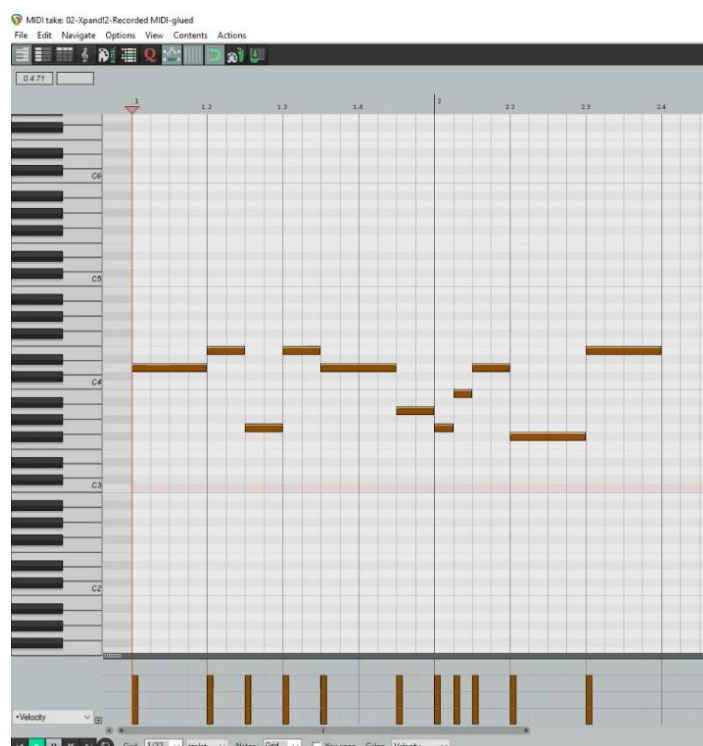 MIDI take: 02-Xpand!2-Recorded MIDI-glued
File Edit Navigate Options View Contents Actions
Q
0.4.71
1 1.2 1.3 1.4 2 2.2 2.3 2.4
C6
C5
C4
C3
C2
•Velocity
Grid: 1/32 triplet Notes: Grid Key snap Color: Velocity